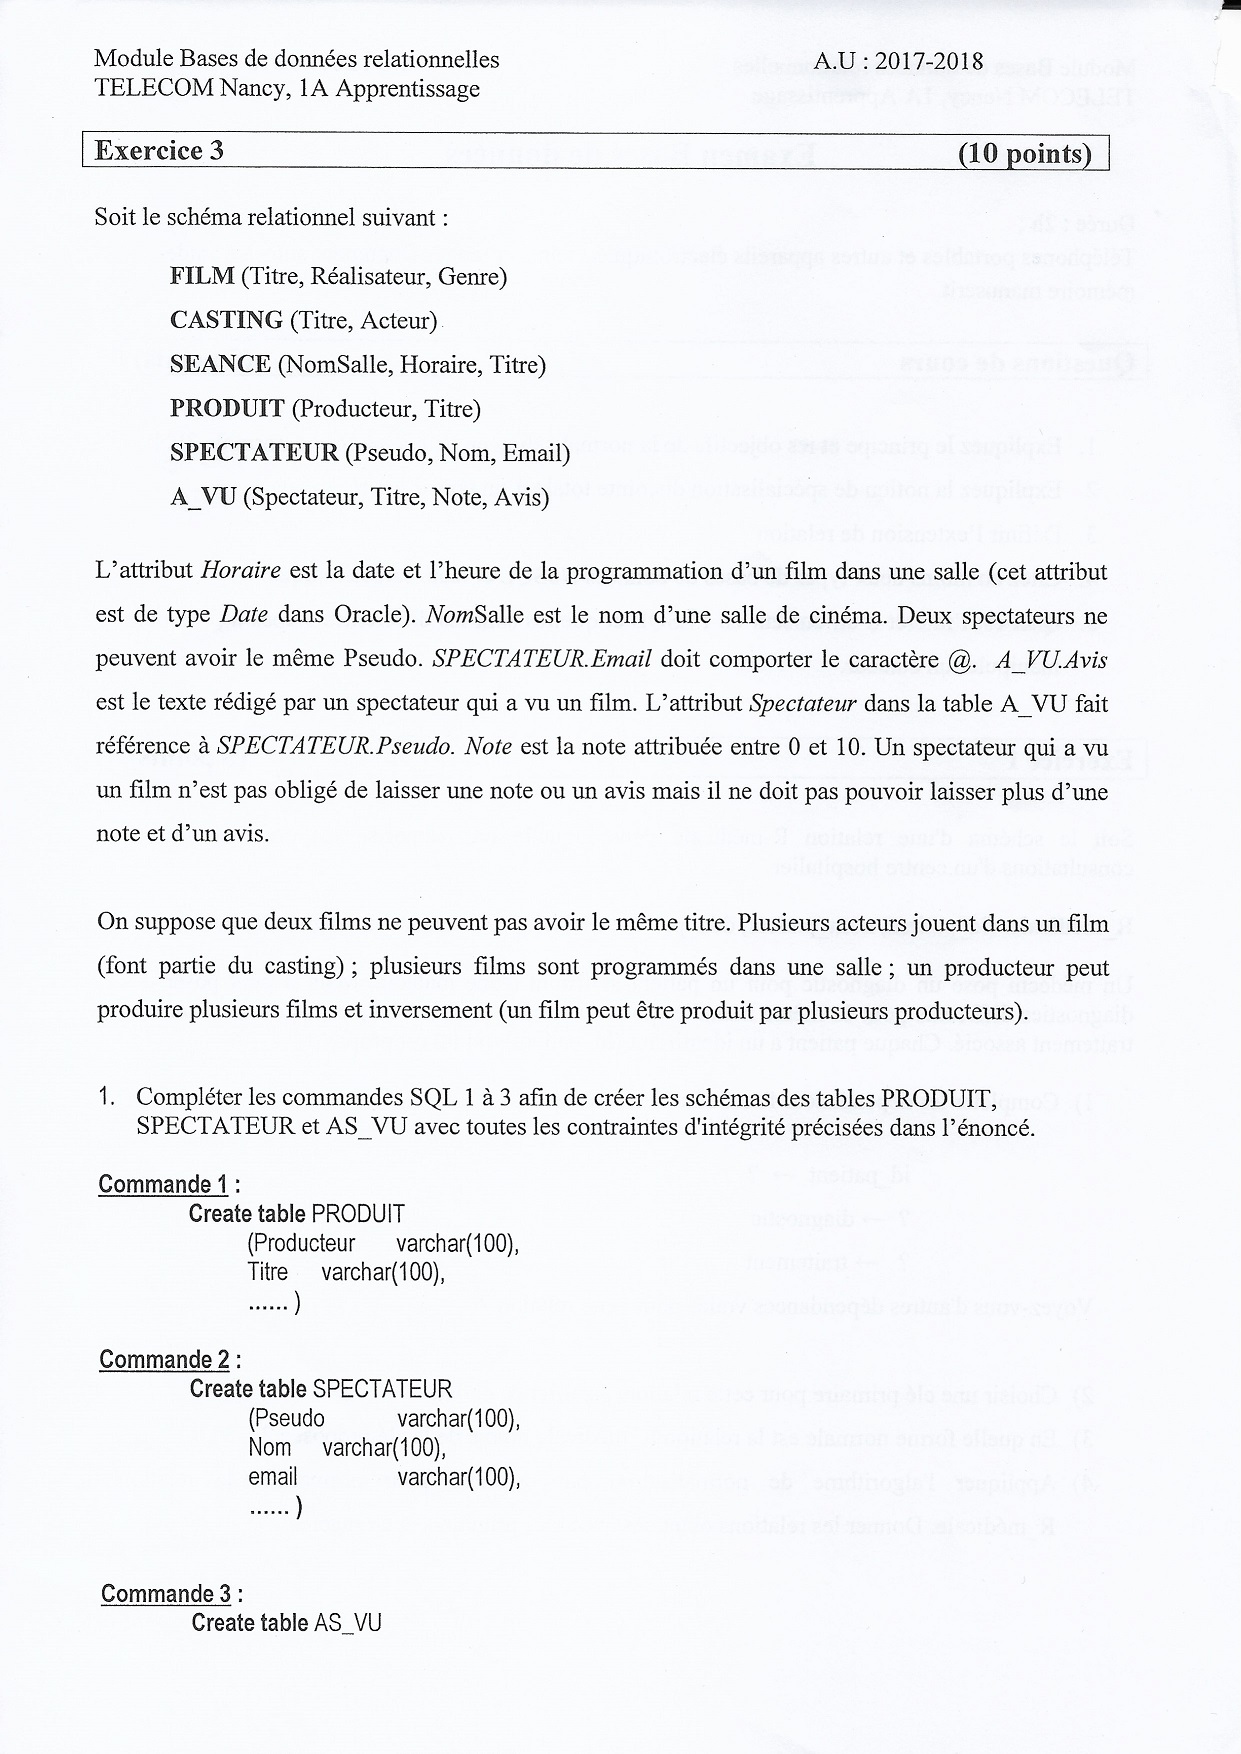 Module Bases de données relationnelles A.U : 2017-2018
TELECOM Nancy, 1A Apprentissage
Exercice 3 (10 points)
Soit le schéma relationnel suivant :
FILM (Titre, Réalisateur, Genre)
CASTING (Titre, Acteur)
SEANCE (NomSalle, Horaire, Titre)
PRODUIT (Producteur, Titre)
SPECTATEUR (Pseudo, Nom, Email)
A_VU (Spectateur, Titre, Note, Avis)
L'attribut Horaire est la date et l'heure de la programmation d'un film dans une salle (cet attribut
est de type Date dans Oracle). NomSalle est le nom d'une salle de cinéma. Deux spectateurs ne
peuvent avoir le même Pseudo. SPECTATEUR.Email doit comporter le caractère @. A_VU.Avis
est le texte rédigé par un spectateur qui a vu un film. L'attribut Spectateur dans la table A_VU fait
référence à SPECTATEUR.Pseudo. Note est la note attribuée entre 0 et 10. Un spectateur qui a vu
un film n'est pas obligé de laisser une note ou un avis mais il ne doit pas pouvoir laisser plus d'une
note et d'un avis.
On suppose que deux films ne peuvent pas avoir le même titre. Plusieurs acteurs jouent dans un film
(font partie du casting) ; plusieurs films sont programmés dans une salle ; un producteur peut
produire plusieurs films et inversement (un film peut être produit par plusieurs producteurs).
1. Compléter les commandes SQL 1 à 3 afin de créer les schémas des tables PRODUIT,
SPECTATEUR et AS_VU avec toutes les contraintes d'intégrité précisées dans l'énoncé.
Commande 1 :
Create table PRODUIT
(Producteur varchar(100),
Titre varchar(100),
...... )
Commande 2 :
Create table SPECTATEUR
(Pseudo varchar(100),
Nom varchar(100),
email varchar(100),
...... )
Commande 3 :
Create table AS_VU